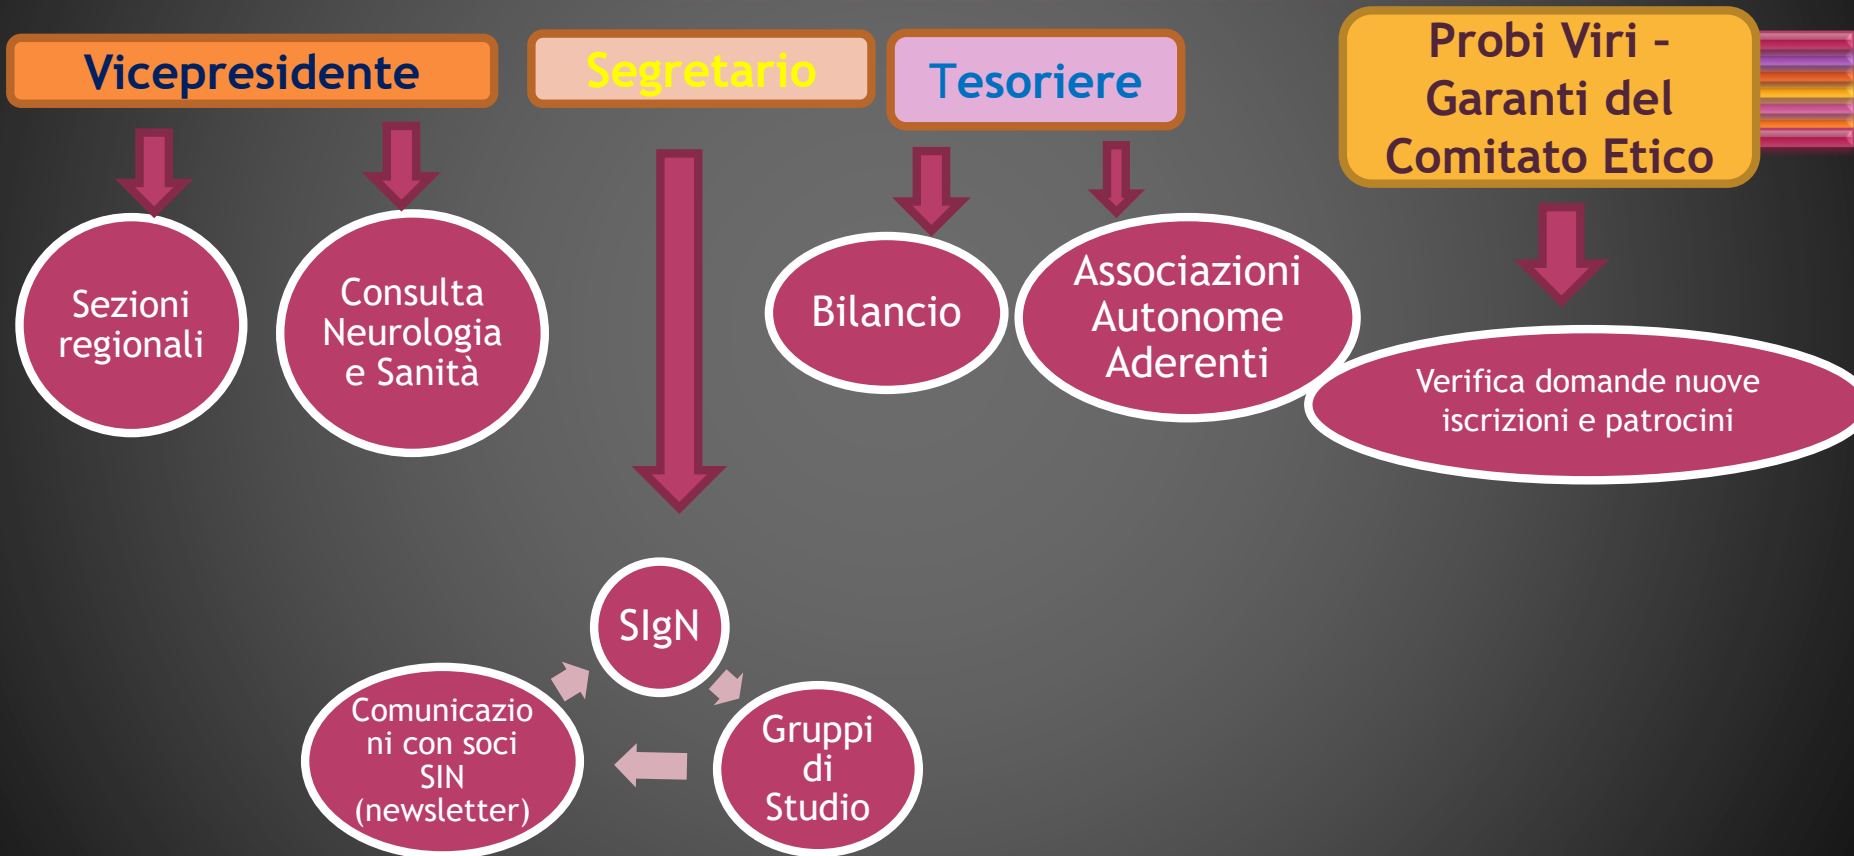 Vicepresidente
Segretario
Tesoriere
Probi Viri –
Garanti del
Comitato Etico
Sezioni
regionali
Consulta
Neurologia
e Sanità
Bilancio
Associazioni
Autonome
Aderenti
Verifica domande nuove
iscrizioni e patrocini
SIgN
Gruppi
di
Studio
Comunicazio
ni con soci
SIN
(newsletter)